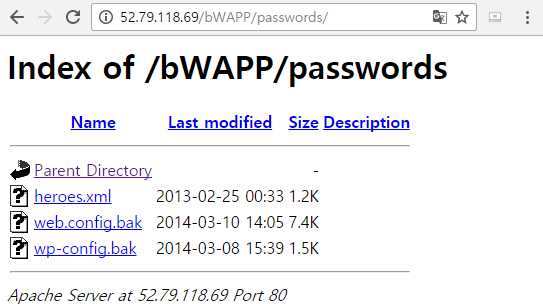 52.79.118.69/bWAPP/passwords/
Index of /bWAPP/passwords
Name Last modified Size Description
Parent Directory -
heroes.xml 2013-02-25 00:33 1.2K
web.config.bak 2014-03-10 14:05 7.4K
wp-config.bak 2014-03-08 15:39 1.5K
Apache Server at 52.79.118.69 Port 80